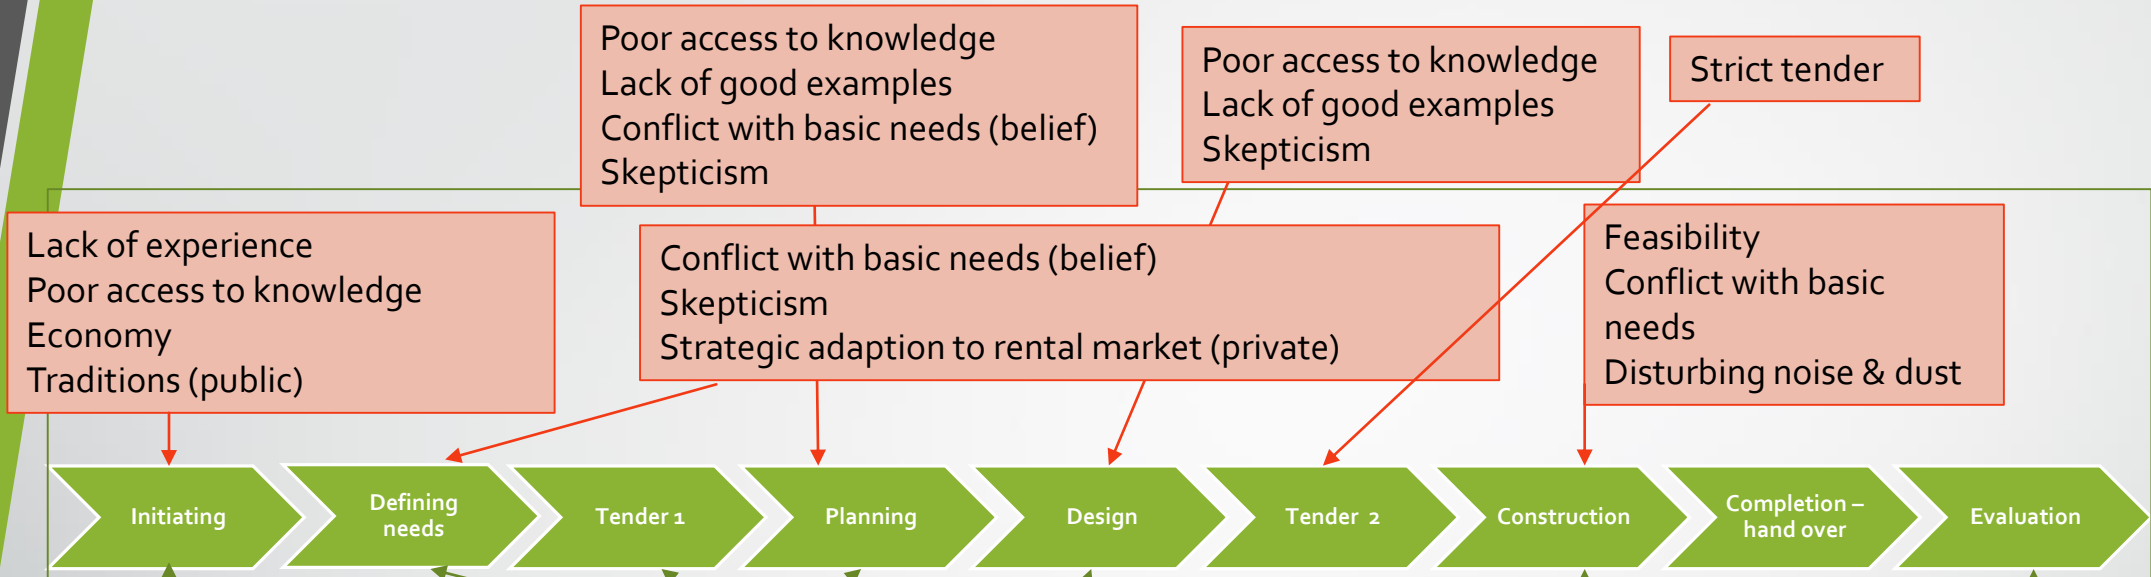 Poor access to knowledge
Lack of good examples
Conflict with basic needs (belief)
Skepticism
Poor access to knowledge
Lack of good examples
Skepticism
Strict tender
Lack of experience
Poor access to knowledge
Economy
Traditions (public)
Conflict with basic needs (belief)
Skepticism
Strategic adaption to rental market (private)
Feasibility
Conflict with basic
needs
Disturbing noise & dust
Initiating
Defining
needs
Tender 1
Planning
Design
Tender 2
Construction
Completion –
hand over
Evaluation